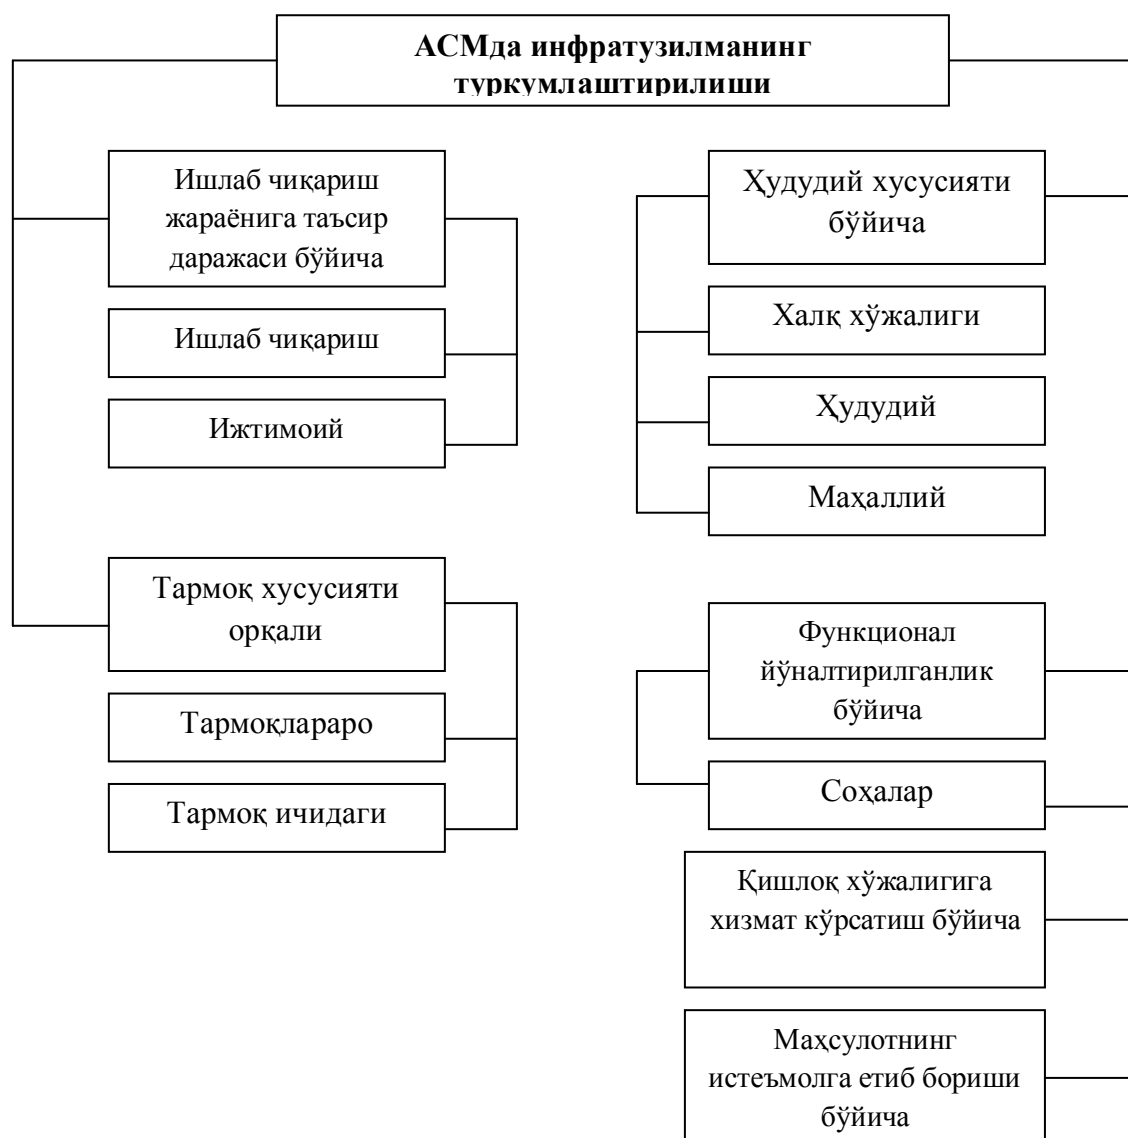 АСМда инфратузилманинг
туркумлаштирилиши
Ишлаб чиқариш
жараёнига таъсир
даражаси бўйича
Ишлаб чиқариш
Ижтимоий
Тармоқ хусусияти
орқали
Тармоқлараро
Тармоқ ичидаги
Ҳудудий хусусияти
бўйича
Халқ хўжалиги
Ҳудудий
Маҳаллий
Функционал
йўналтирилганлик
бўйича
Соҳалар
Қишлоқ хўжалигига
хизмат кўрсатиш бўйича
Маҳсулотнинг
истеъмолга етиб бориши
бўйича